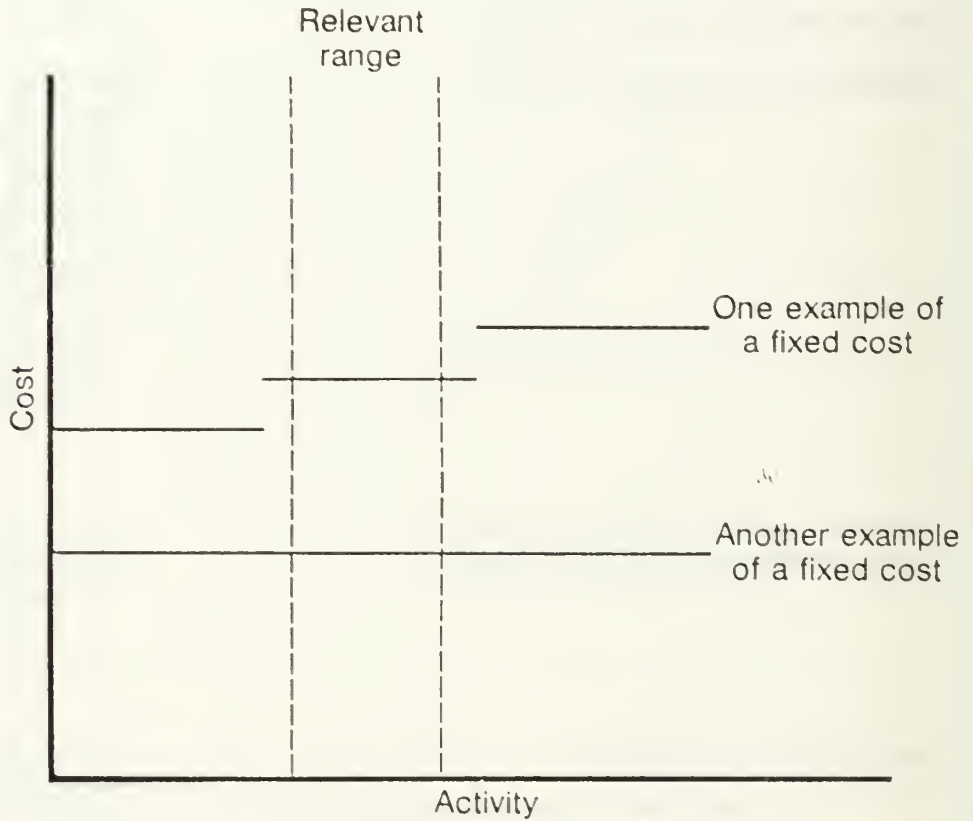 Relevant
range
One example of
a fixed cost
Cost
Another example
of a fixed cost
Activity